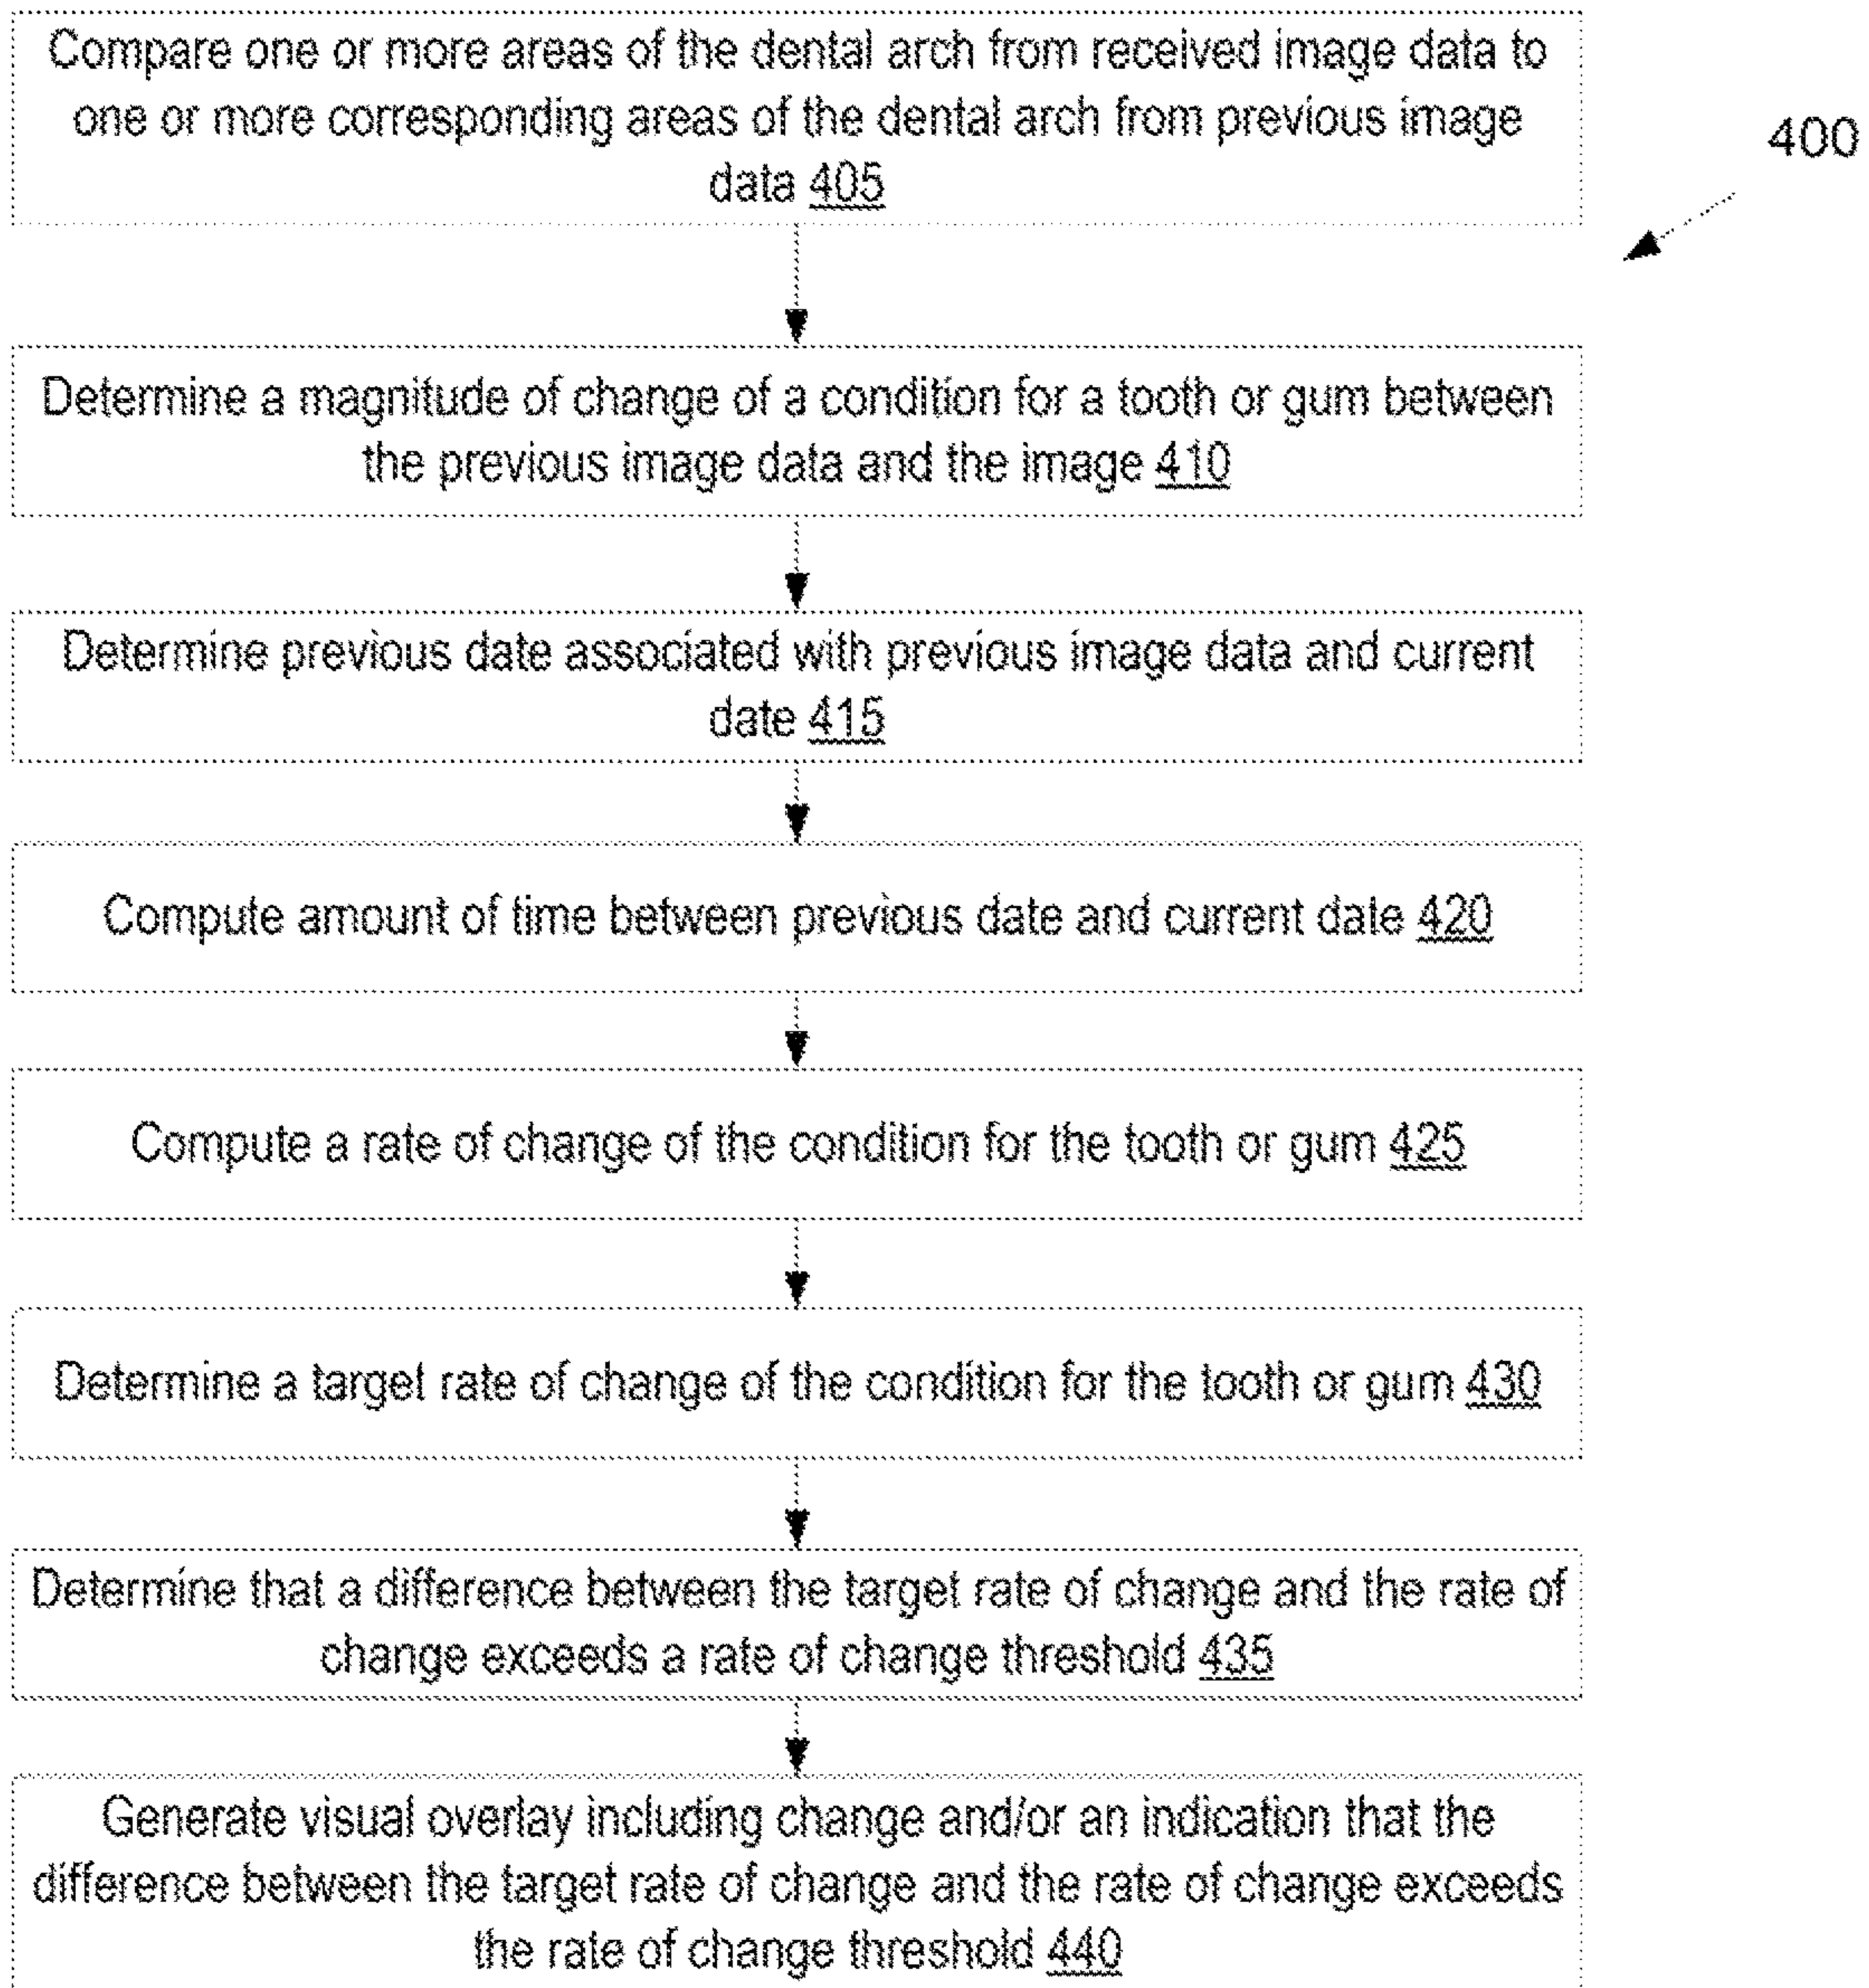 Compare one or more areas of the dental arch from received image data to
one or more corresponding areas of the dental arch from previous image
data 405
400
Determine a magnitude of change of a condition for a tooth or gum between
the previous image data and the image 410
Determine previous date associated with previous image data and current
date 415
Compute amount of time between previous date and current date 420
Compute a rate of change of the condition for the tooth or gum 425
Determine a target rate of change of the condition for the tooth or gum 430
Determine that a difference between the target rate of change and the rate of
change exceeds a rate of change threshold 435
Generate visual overlay including change and/or an indication that the
difference between the target rate of change and the rate of change exceeds
the rate of change threshold 440